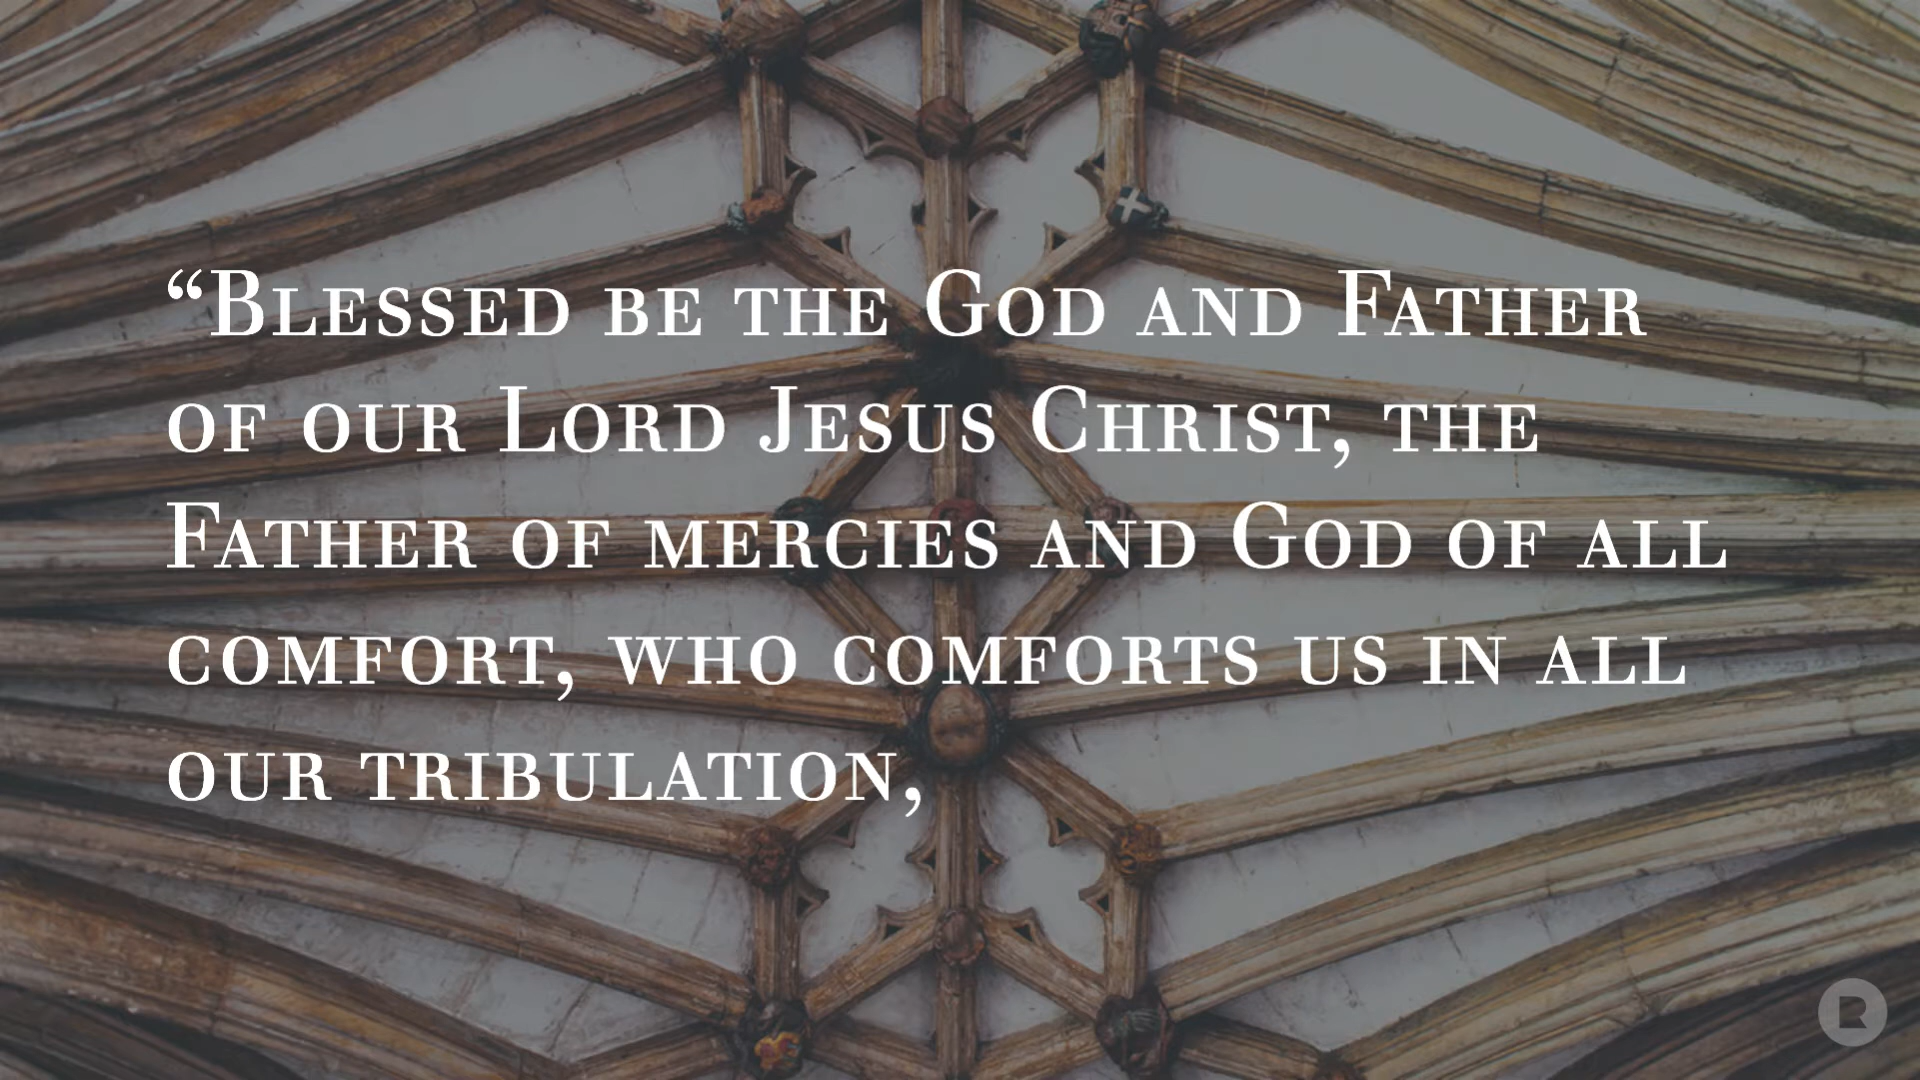 “Blessed be the God and Father
of our Lord Jesus Christ, the
Father of mercies and God of all
comfort, who comforts us in all
our tribulation,
R